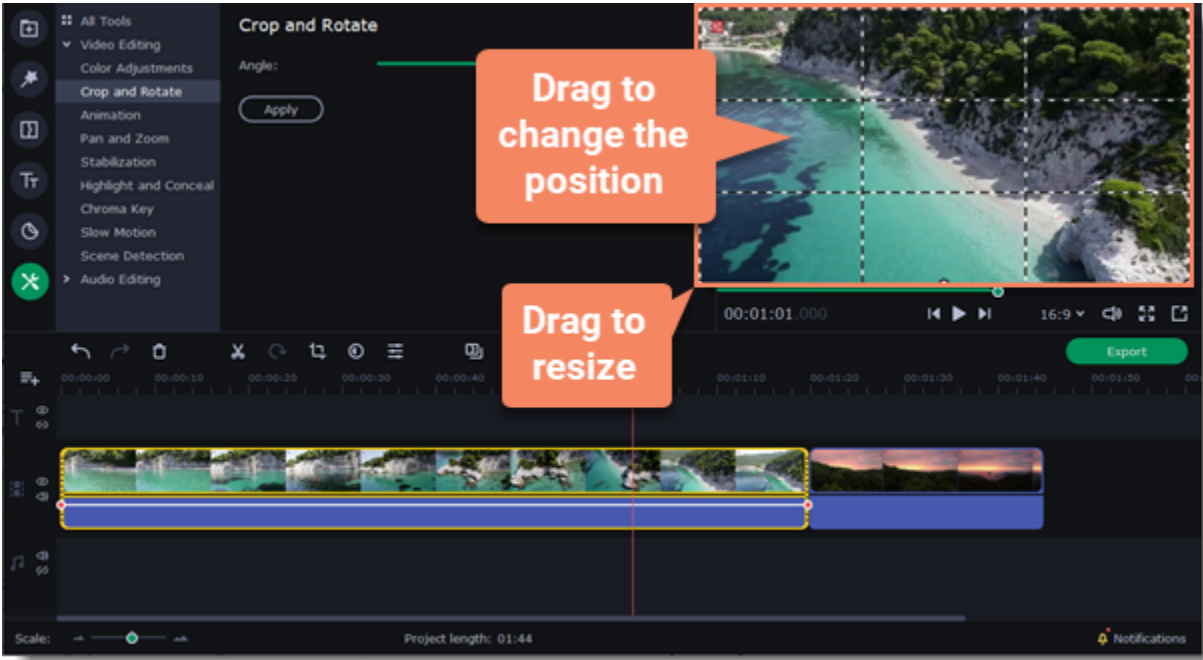 All Tools
Video Editing
Color Adjustments
Crop and Rotate
Animation
Pan and Zoom
Stabilization
Highlight and Conceal
Chroma Key
Slow Motion
Scene Detection
Audio Editing
Crop and Rotate
Angle:
Apply
Drag to
change the
position
Drag to
resize
00:01:01.000
16:9
Export
00:00:00
00:00:10
00:00:20
00:00:30
00:00:40
00:01:10
00:01:20
00:01:30
00:01:40
00:01:50
Scale:
Project length: 01:44
Notifications